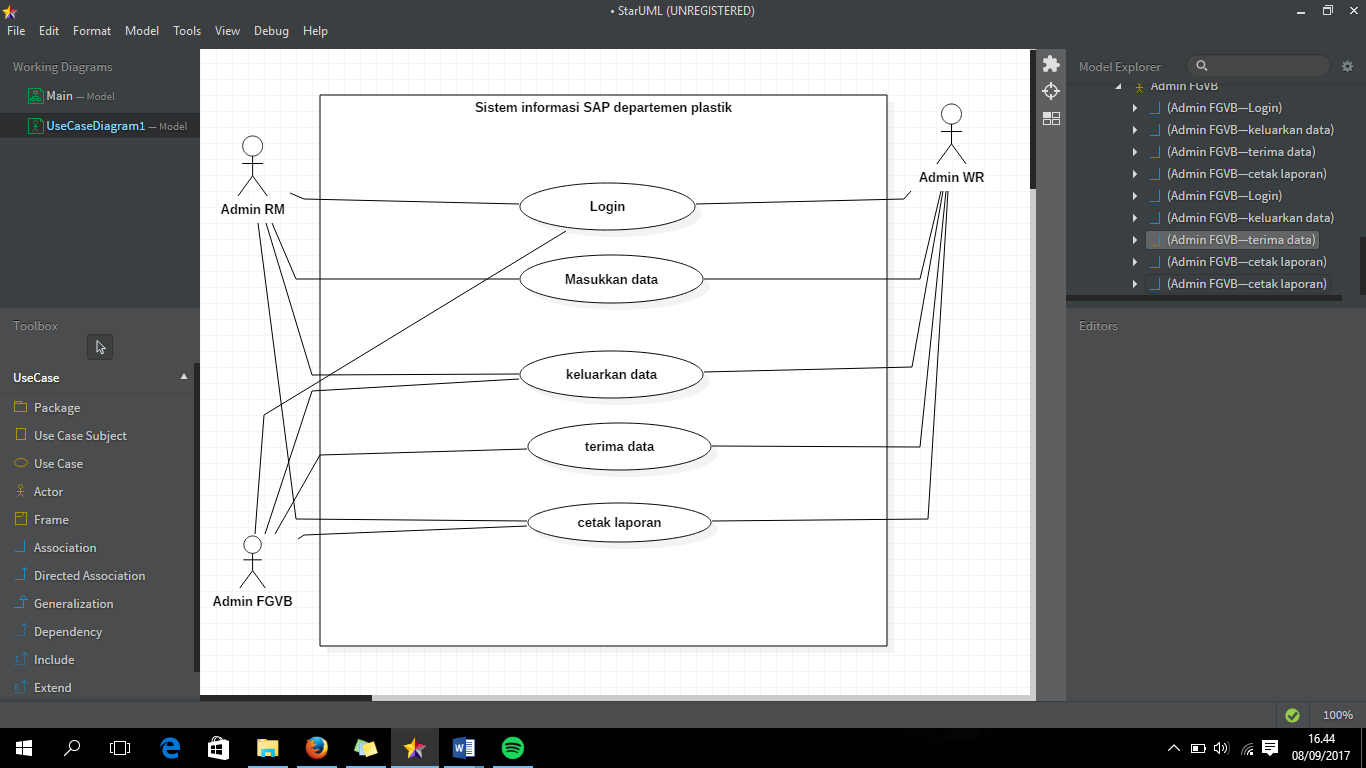 • StarUML (UNREGISTERED)
File Edit Format Model Tools View Debug Help
Working Diagrams
Main — Model
UseCaseDiagram1 — Model
Toolbox
UseCase
Package
Use Case Subject
Use Case
Actor
Frame
Association
Directed Association
Generalization
Dependency
Include
Extend
Sistem informasi SAP departemen plastik
Admin RM
Admin WR
Login
Masukkan data
keluarkan data
terima data
cetak laporan
Admin FGVB
Model Explorer
Admin FGVB
(Admin FGVB—Login)
(Admin FGVB—keluarkan data)
(Admin FGVB—terima data)
(Admin FGVB—cetak laporan)
(Admin FGVB—Login)
(Admin FGVB—keluarkan data)
(Admin FGVB—terima data)
(Admin FGVB—cetak laporan)
(Admin FGVB—cetak laporan)
Editors
100%
16.44
08/09/2017